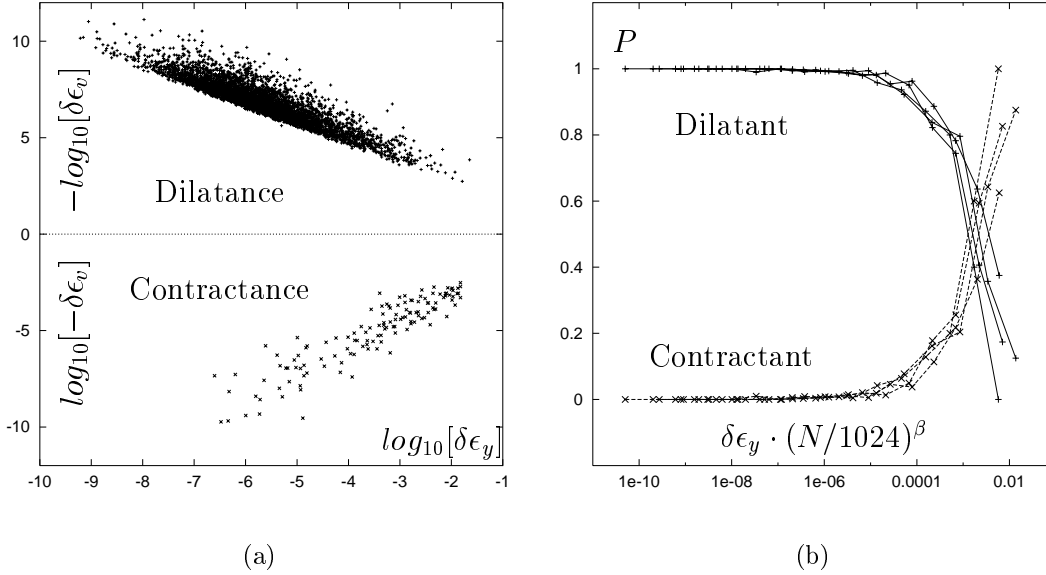 10
5
0
-5
-10
−log₁₀[δϵᵥ]
log₁₀[−δϵᵥ]
Dilatance
Contractance
log₁₀[δϵ_y]
-10 -9 -8 -7 -6 -5 -4 -3 -2 -1
(a)
P
1
0.8
0.6
0.4
0.2
0
Dilatant
Contractant
δϵ_y · (N/1024)^β
1e-10 1e-08 1e-06 0.0001 0.01
(b)